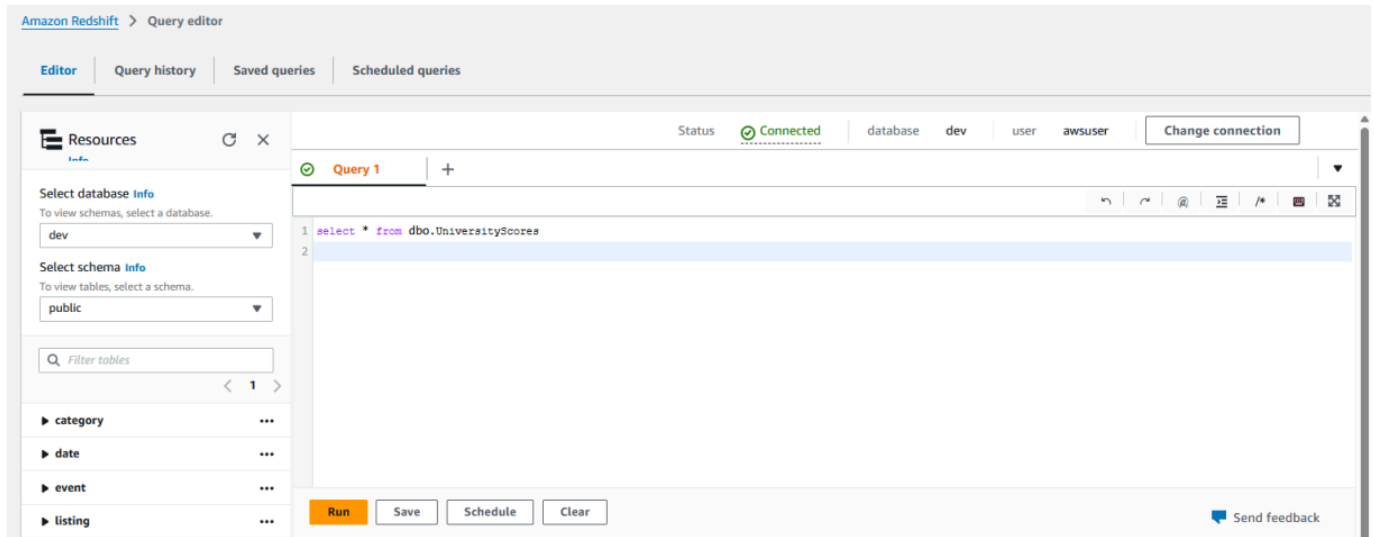 Amazon Redshift > Query editor
Editor Query history Saved queries Scheduled queries
Resources
Info
Status Connected database dev user awsuser Change connection
Query 1 +
Select database Info
To view schemas, select a database.
dev
Select schema Info
To view tables, select a schema.
public
Filter tables
< 1 >
category
date
event
listing
/*
1 select * from dbo.UniversityScores
2
Run Save Schedule Clear
Send feedback